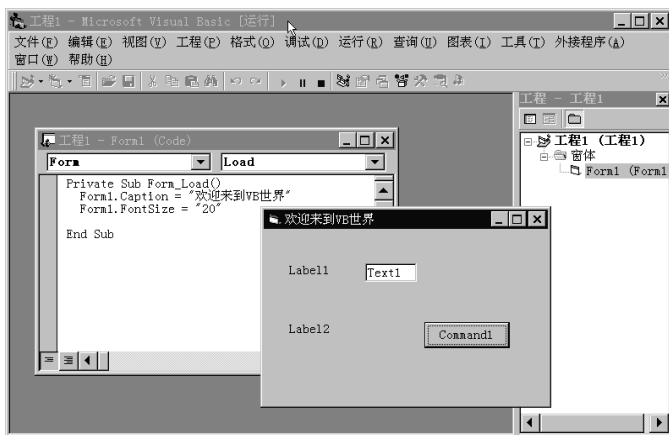 工程1 - Microsoft Visual Basic [运行]
文件(F) 编辑(E) 视图(V) 工程(P) 格式(O) 调试(D) 运行(R) 查询(U) 图表(I) 工具(T) 外接程序(A)
窗口(W) 帮助(H)
工程 - 工程1
工程1 (工程1)
窗体
Form1 (Form1
工程1 - Form1 (Code)
Form
Load
Private Sub Form_Load()
Form1.Caption = "欢迎来到VB世界"
Form1.FontSize = "20"
End Sub
欢迎来到VB世界
Label1
Text1
Label2
Command1